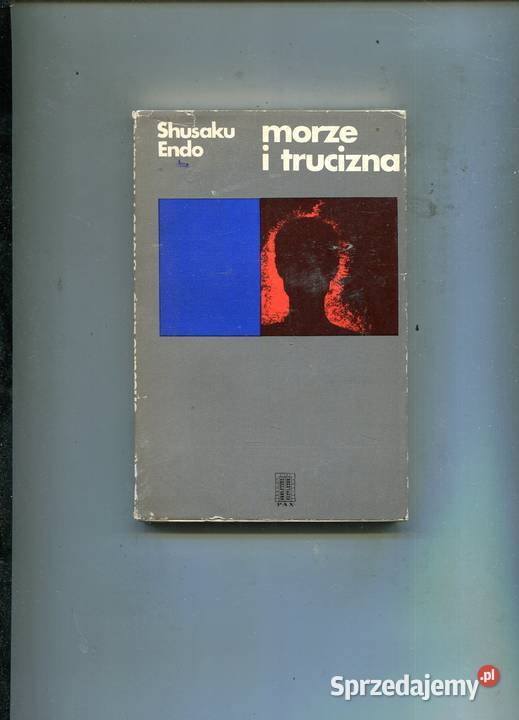 Shusaku
Endo
morze
i trucizna
PAX
Sprzedajemy.pl